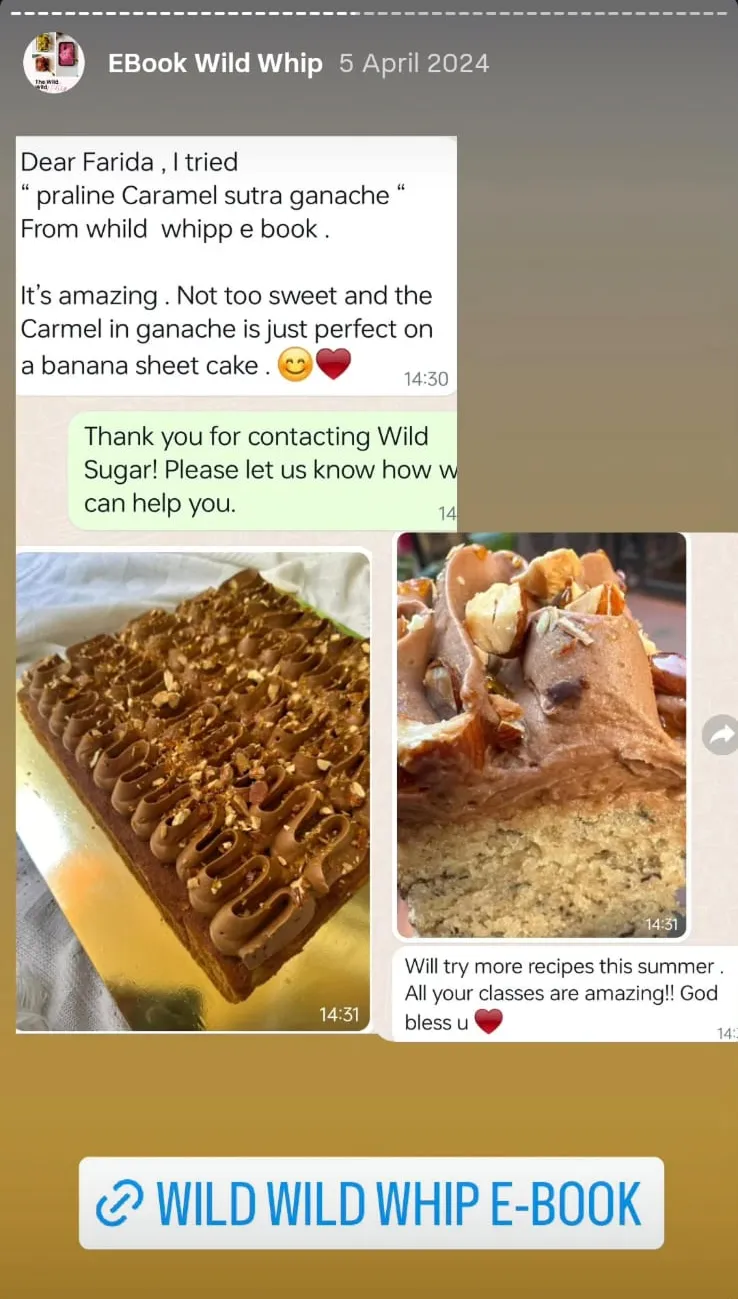 EBook Wild Whip 5 April 2024
Dear Farida , I tried
“ praline Caramel sutra ganache “
From whild whipp e book .
It's amazing . Not too sweet and the
Carmel in ganache is just perfect on
a banana sheet cake . 😊❤️
14:30
Thank you for contacting Wild
Sugar! Please let us know how w
can help you.
14
14:31
14:31
Will try more recipes this summer .
All your classes are amazing!! God
bless u ❤️
14:
WILD WILD WHIP E-BOOK